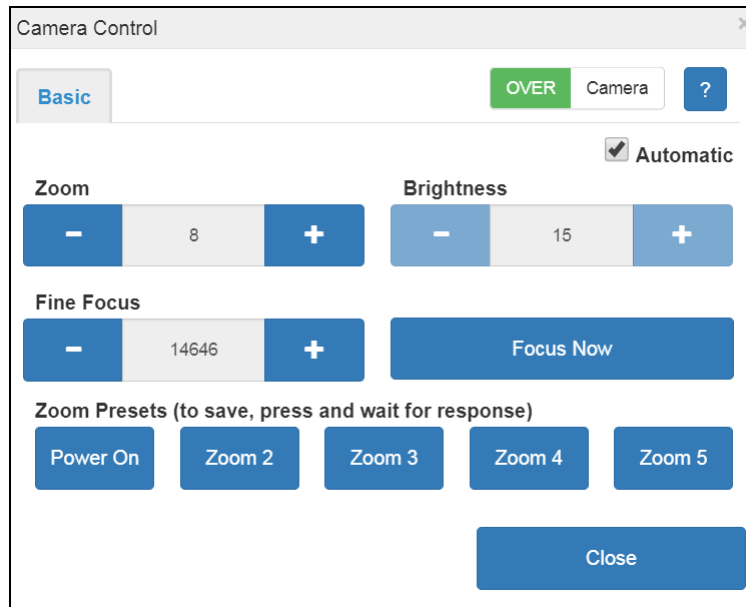 Camera Control ×
Basic OVER Camera ?
Automatic
Zoom Brightness
− 8 + − 15 +
Fine Focus
− 14646 + Focus Now
Zoom Presets (to save, press and wait for response)
Power On Zoom 2 Zoom 3 Zoom 4 Zoom 5
Close